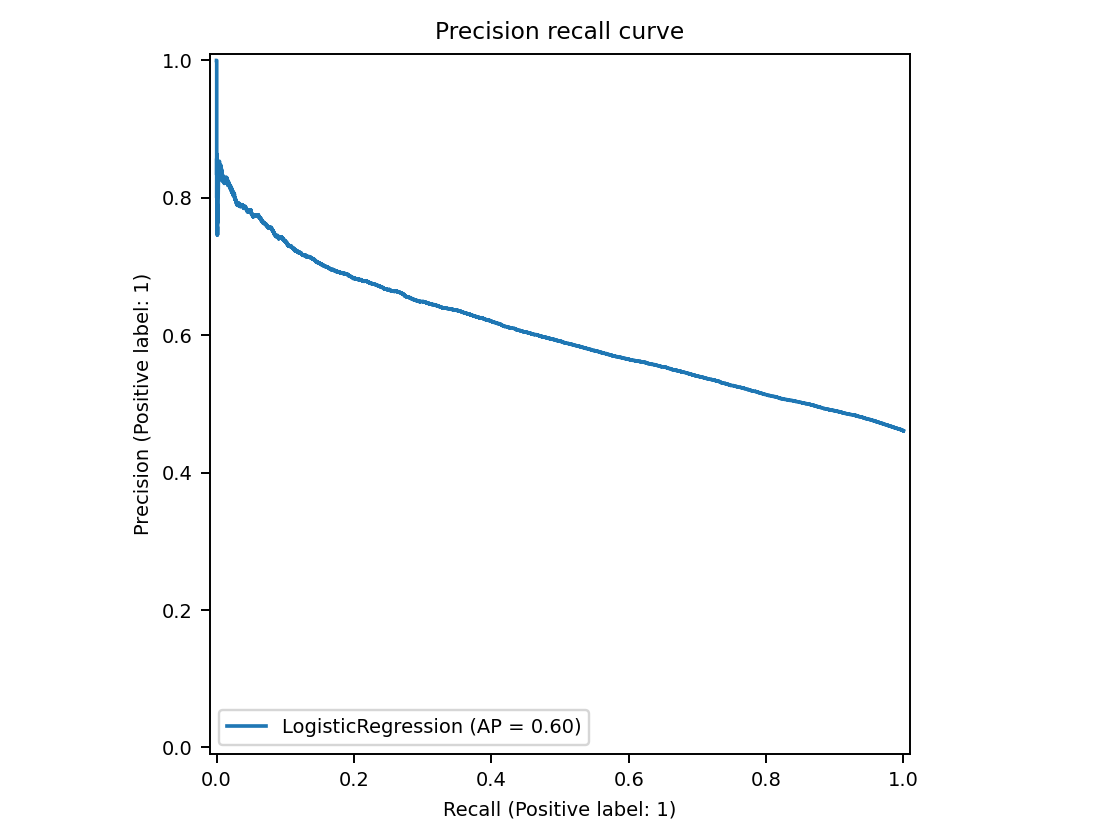 Precision recall curve
1.0
0.8
0.6
0.4
0.2
0.0
Precision (Positive label: 1)
LogisticRegression (AP = 0.60)
0.0 0.2 0.4 0.6 0.8 1.0
Recall (Positive label: 1)